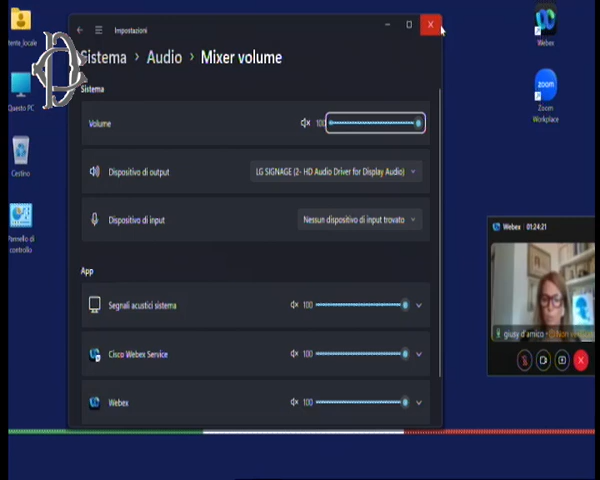 Impostazioni
Sistema > Audio > Mixer volume
Sistema
Volume 100
Dispositivo di output LG SIGNAGE (2- HD Audio Driver for Display Audio)
Dispositivo di input Nessun dispositivo di input trovato
App
Segnali acustici sistema 100
Cisco Webex Service 100
Webex 100
tente_locale
Questo PC
Cestino
Pannello di
controllo
Webex
Zoom
Workplace
Webex 01:24:21
giusy d'amico